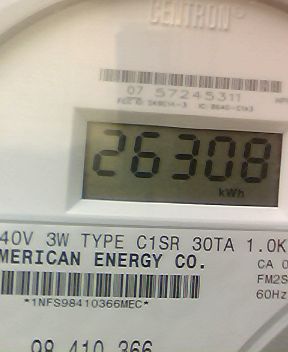 CENTRON®
07 57245311
26308
kWh
40V 3W TYPE C1SR 30TA 1.0K
MERICAN ENERGY CO.
CA 0
FM2S
60Hz
*1NFS98410366MEC*
98 410 366